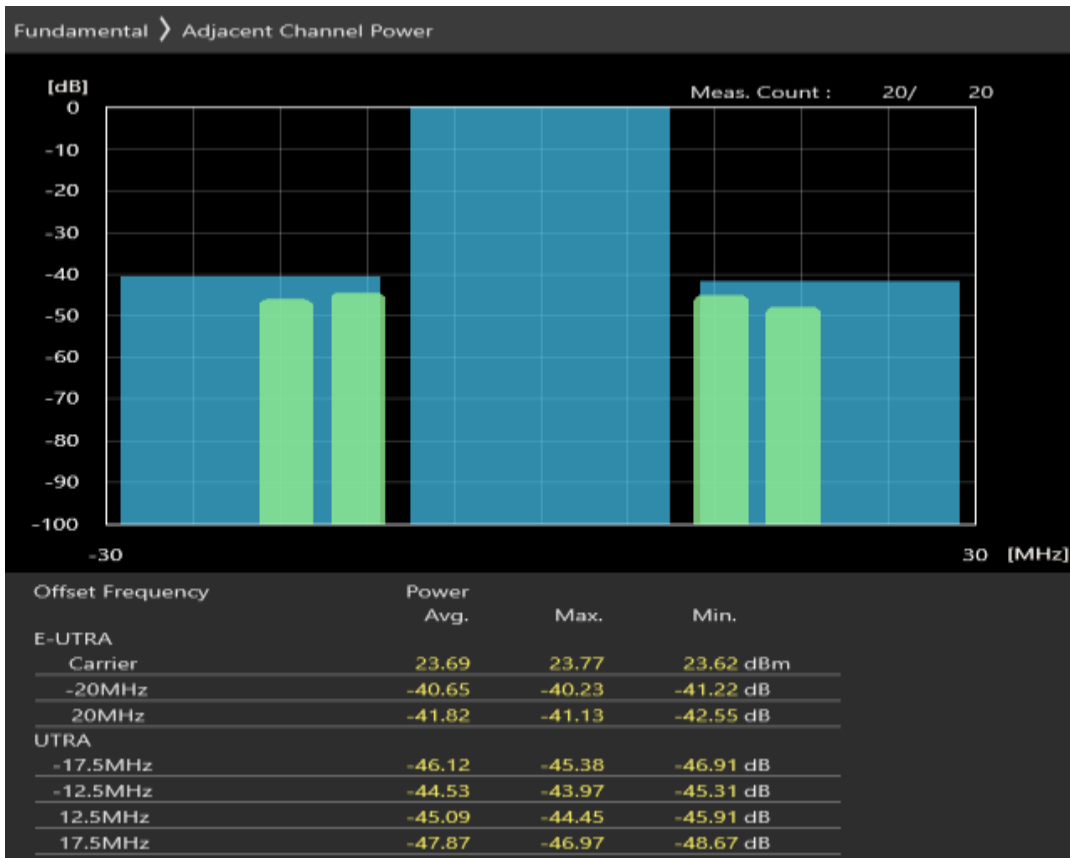 Fundamental ❯ Adjacent Channel Power
[dB]
Meas. Count : 20/ 20
0
-10
-20
-30
-40
-50
-60
-70
-80
-90
-100
-30 30 [MHz]
Offset Frequency Power
Avg. Max. Min.
E-UTRA
Carrier 23.69 23.77 23.62 dBm
-20MHz -40.65 -40.23 -41.22 dB
20MHz -41.82 -41.13 -42.55 dB
UTRA
-17.5MHz -46.12 -45.38 -46.91 dB
-12.5MHz -44.53 -43.97 -45.31 dB
12.5MHz -45.09 -44.45 -45.91 dB
17.5MHz -47.87 -46.97 -48.67 dB